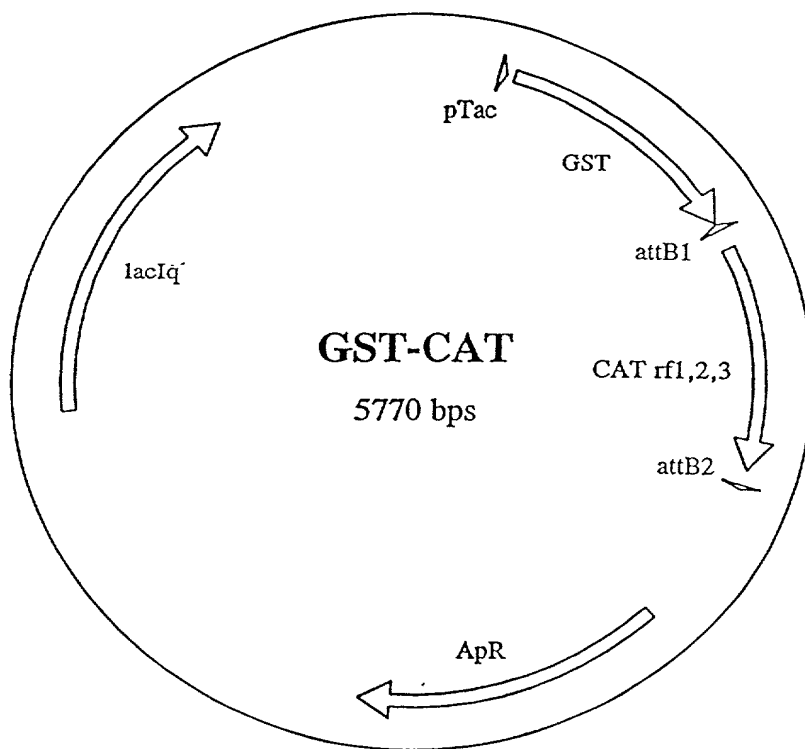 pTac
GST
attB1
lacIq´
GST-CAT
5770 bps
CAT rf1,2,3
attB2
ApR